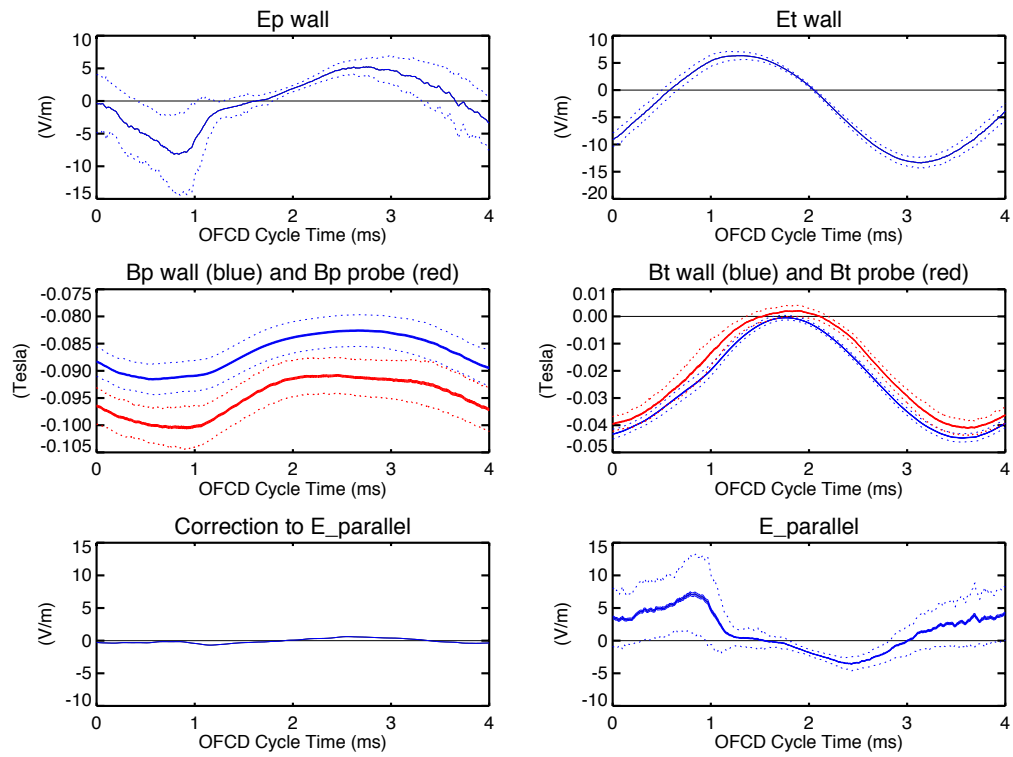 Ep wall
10
5
0
-5
-10
-15
(V/m)
0 1 2 3 4
OFCD Cycle Time (ms)
Et wall
10
5
0
-5
-10
-15
-20
(V/m)
0 1 2 3 4
OFCD Cycle Time (ms)
Bp wall (blue) and Bp probe (red)
-0.075
-0.080
-0.085
-0.090
-0.095
-0.100
-0.105
(Tesla)
0 1 2 3 4
OFCD Cycle Time (ms)
Bt wall (blue) and Bt probe (red)
0.01
0.00
-0.01
-0.02
-0.03
-0.04
-0.05
(Tesla)
0 1 2 3 4
OFCD Cycle Time (ms)
Correction to E_parallel
15
10
5
0
-5
-10
(V/m)
0 1 2 3 4
OFCD Cycle Time (ms)
E_parallel
15
10
5
0
-5
-10
(V/m)
0 1 2 3 4
OFCD Cycle Time (ms)